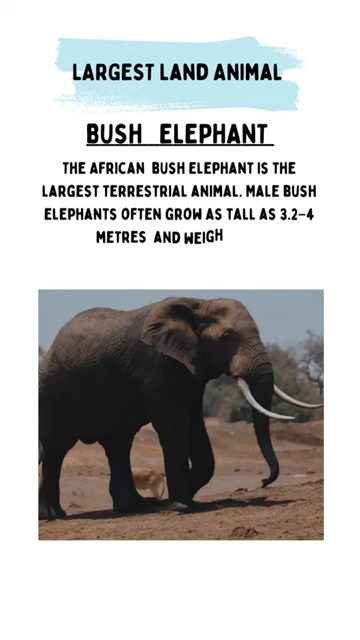 LARGEST LAND ANIMAL
BUSH ELEPHANT
THE AFRICAN BUSH ELEPHANT IS THE
LARGEST TERRESTRIAL ANIMAL. MALE BUSH
ELEPHANTS OFTEN GROW AS TALL AS 3.2-4
METRES AND WEIGH